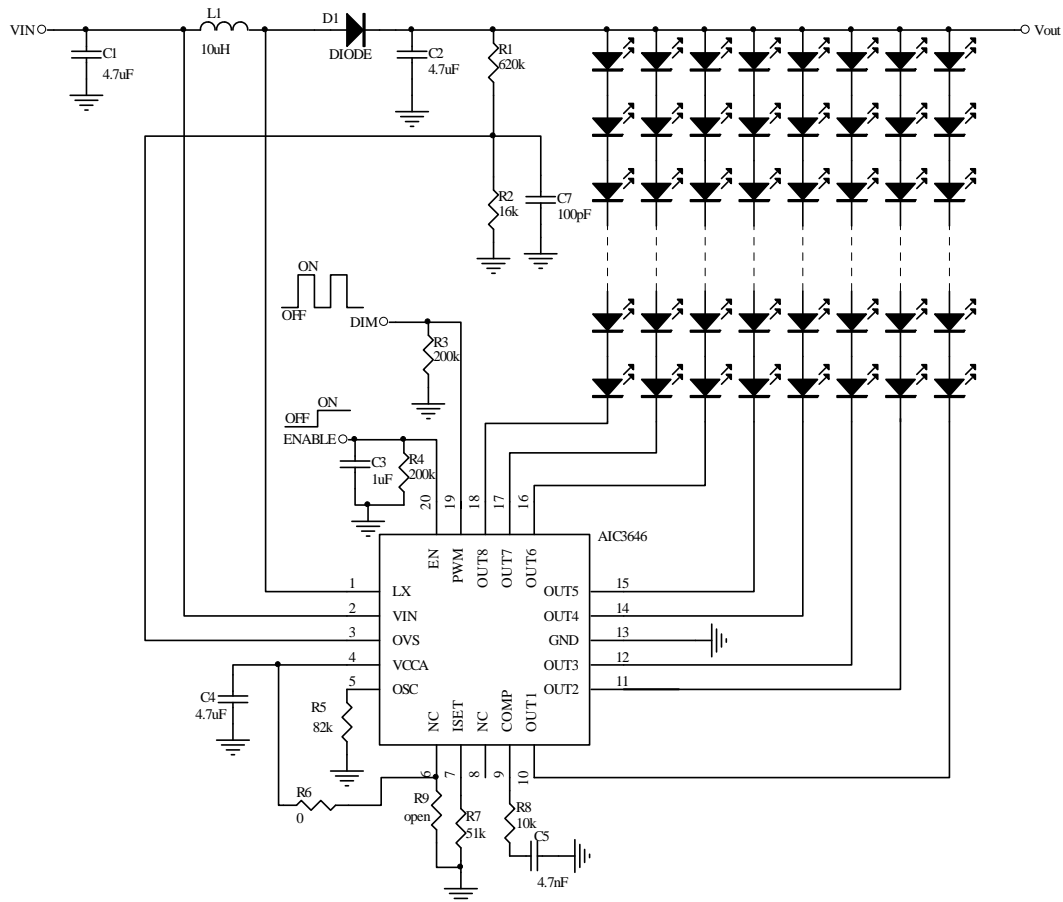 L1
D1
VIN
Vout
C1
4.7uF
10uH
DIODE
C2
4.7uF
R1
620k
R2
16k
C7
100pF
ON
OFF
DIM
R3
200k
ON
OFF
ENABLE
C3
1uF
R4
200k
20
19
18
17
16
AIC3646
EN
PWM
OUT8
OUT7
OUT6
1
LX
OUT5
15
2
VIN
OUT4
14
3
OVS
GND
13
4
VCCA
OUT3
12
5
OSC
OUT2
11
C4
4.7uF
R5
82k
NC
ISET
NC
COMP
OUT1
6
7
8
9
10
R6
0
R9
open
R7
51k
R8
10k
C5
4.7nF